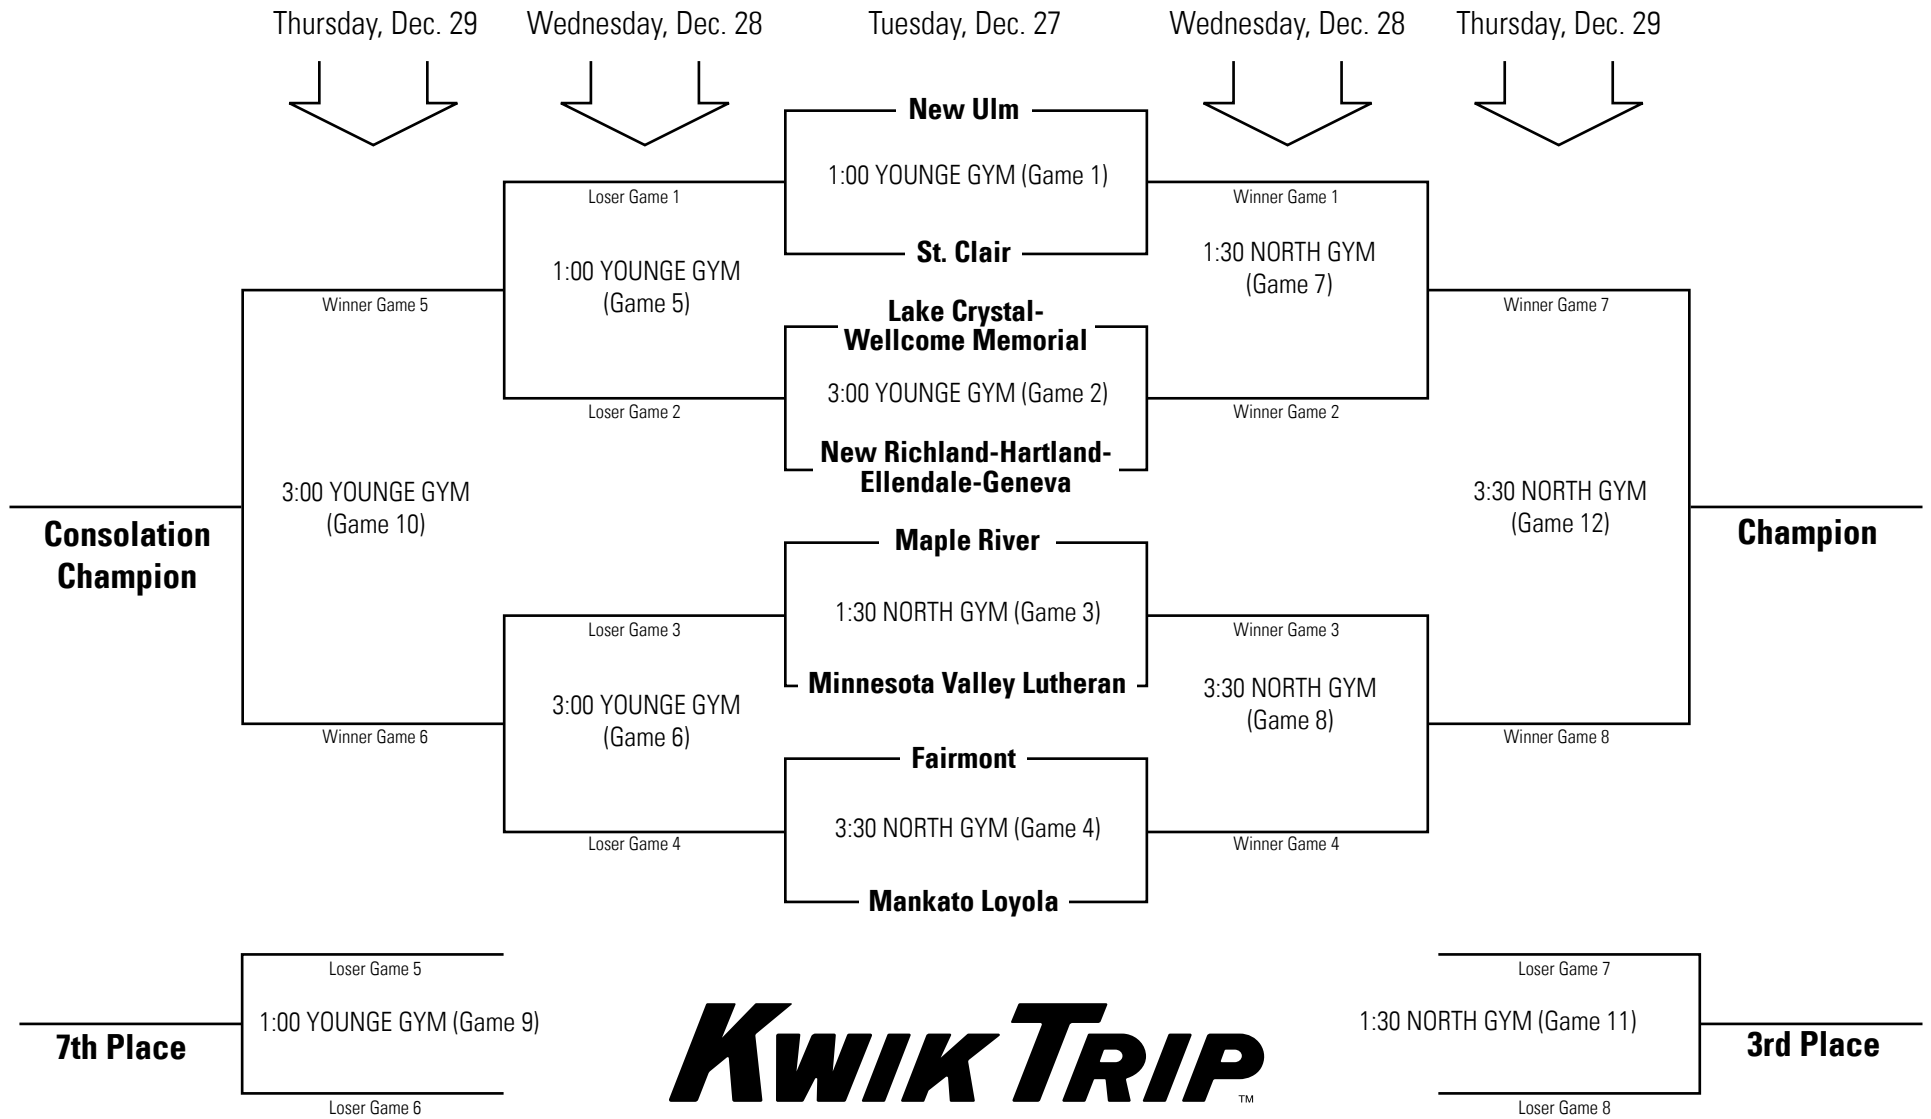 Thursday, Dec. 29
Wednesday, Dec. 28
Tuesday, Dec. 27
Wednesday, Dec. 28
Thursday, Dec. 29
New Ulm
1:00 YOUNGE GYM (Game 1)
St. Clair
Loser Game 1
Winner Game 1
1:00 YOUNGE GYM
(Game 5)
1:30 NORTH GYM
(Game 7)
Winner Game 5
Winner Game 7
Lake Crystal-
Wellcome Memorial
3:00 YOUNGE GYM (Game 2)
New Richland-Hartland-
Ellendale-Geneva
Loser Game 2
Winner Game 2
3:00 YOUNGE GYM
(Game 10)
3:30 NORTH GYM
(Game 12)
Consolation
Champion
Champion
Maple River
1:30 NORTH GYM (Game 3)
Minnesota Valley Lutheran
Loser Game 3
Winner Game 3
3:00 YOUNGE GYM
(Game 6)
3:30 NORTH GYM
(Game 8)
Winner Game 6
Winner Game 8
Fairmont
3:30 NORTH GYM (Game 4)
Mankato Loyola
Loser Game 4
Winner Game 4
Loser Game 5
1:00 YOUNGE GYM (Game 9)
7th Place
Loser Game 6
KWIK TRIP
TM
Loser Game 7
1:30 NORTH GYM (Game 11)
3rd Place
Loser Game 8